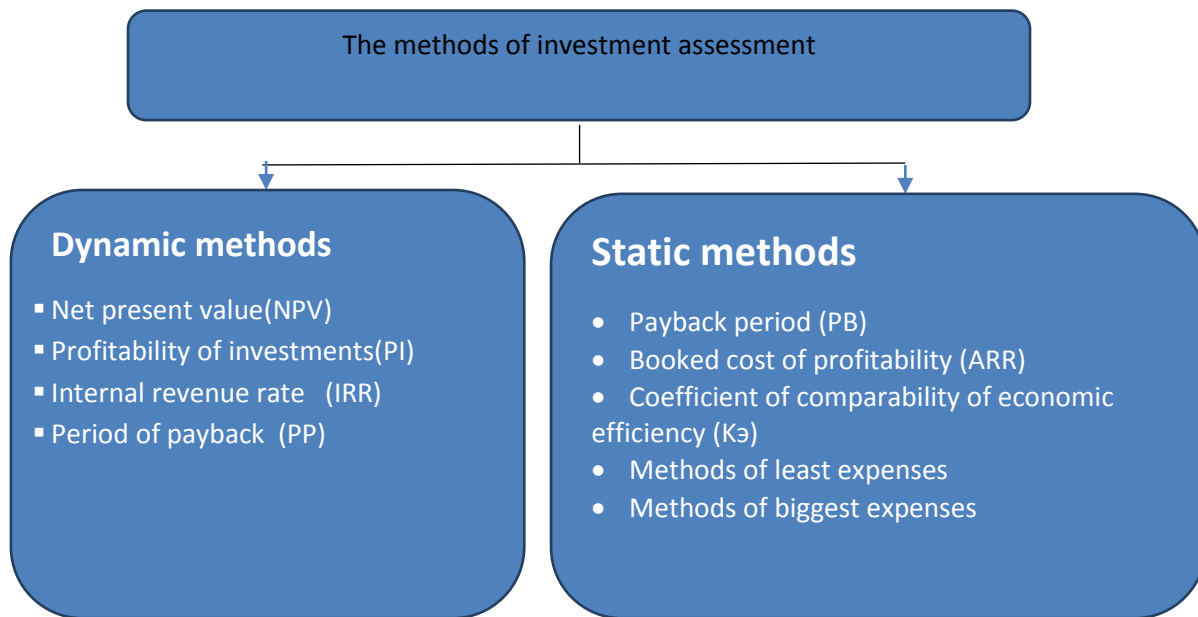 The methods of investment assessment
Dynamic methods
▪ Net present value(NPV)
▪ Profitability of investments(PI)
▪ Internal revenue rate (IRR)
▪ Period of payback (PP)
Static methods
• Payback period (PB)
• Booked cost of profitability (ARR)
• Coefficient of comparability of economic
efficiency (Кэ)
• Methods of least expenses
• Methods of biggest expenses